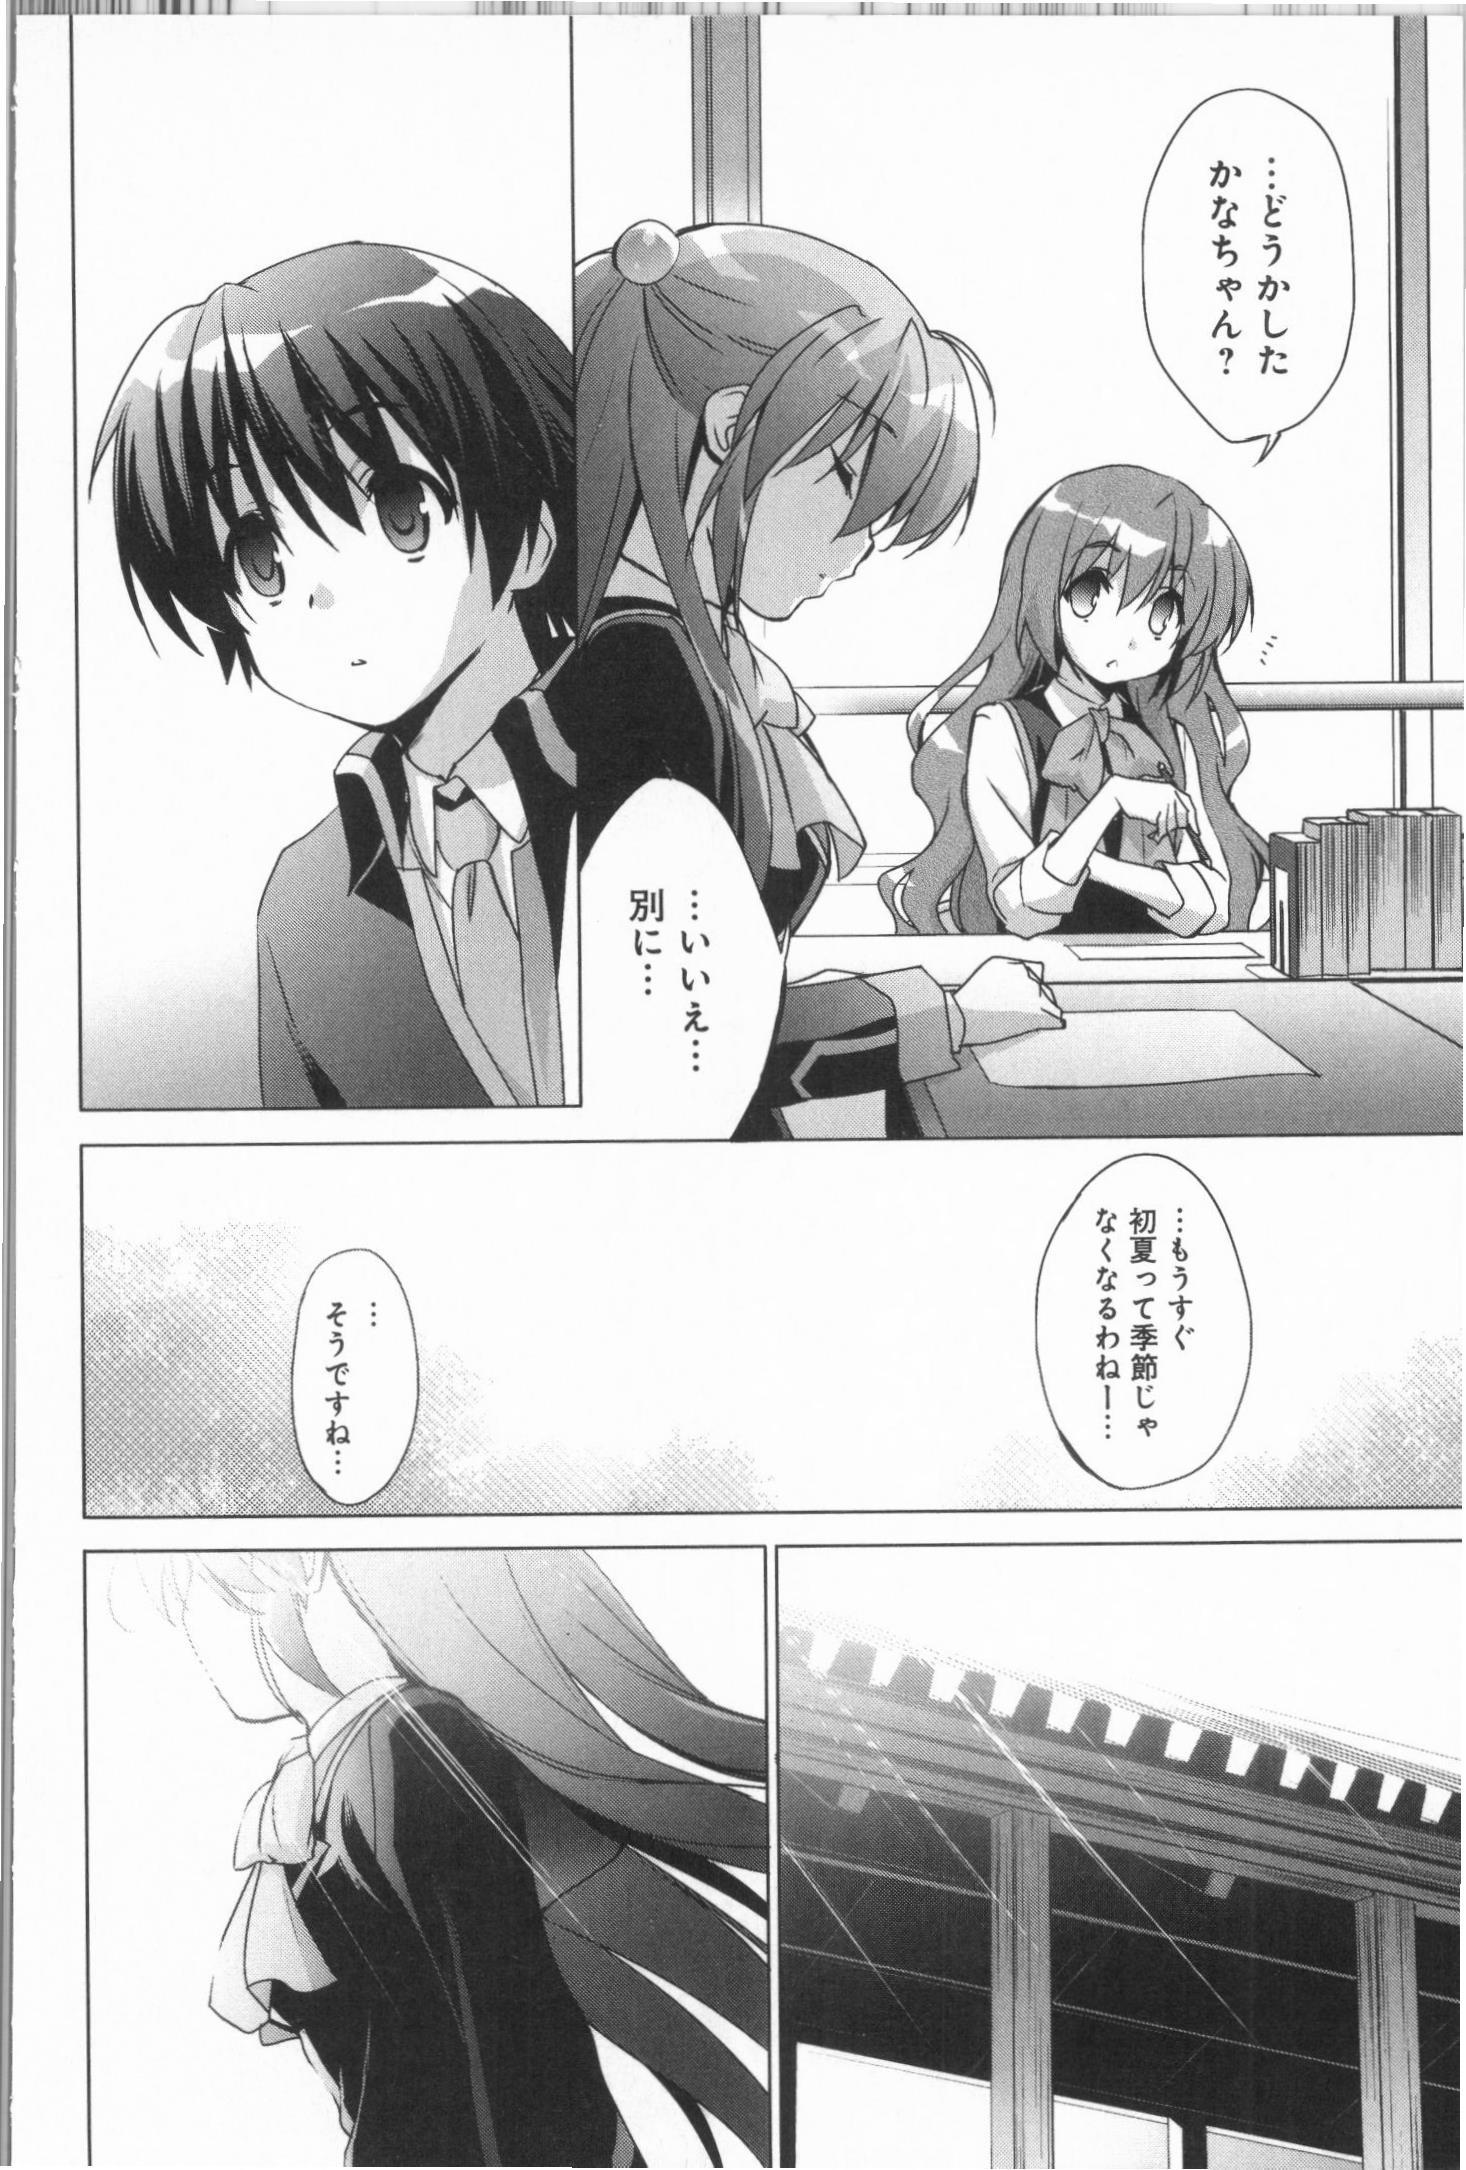 …どうかした
かなちゃん?
…いいえ…
別に…
…もうすぐ
初夏って季節じゃ
なくなるわねー…
…
そうですね…